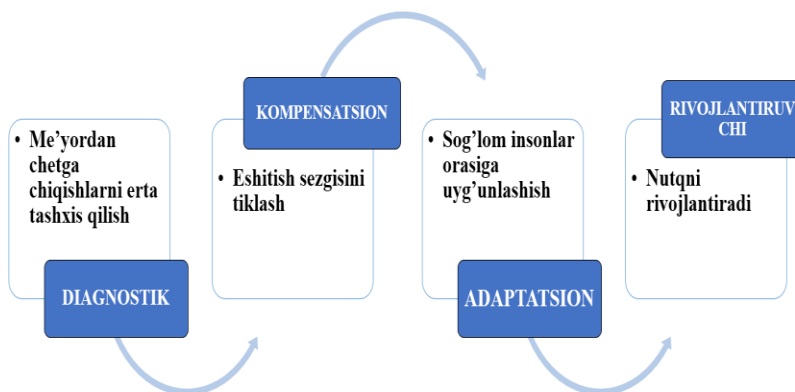 • Me’yordan
chetga
chiqishlarni erta
tashxis qilish
DIAGNOSTIK
KOMPENSATSION
• Eshitish sezgisini
tiklash
• Sog’lom insonlar
orasiga
uyg’unlashish
ADAPTATSION
RIVOJLANTIRUV
CHI
• Nutqni
rivojlantiradi